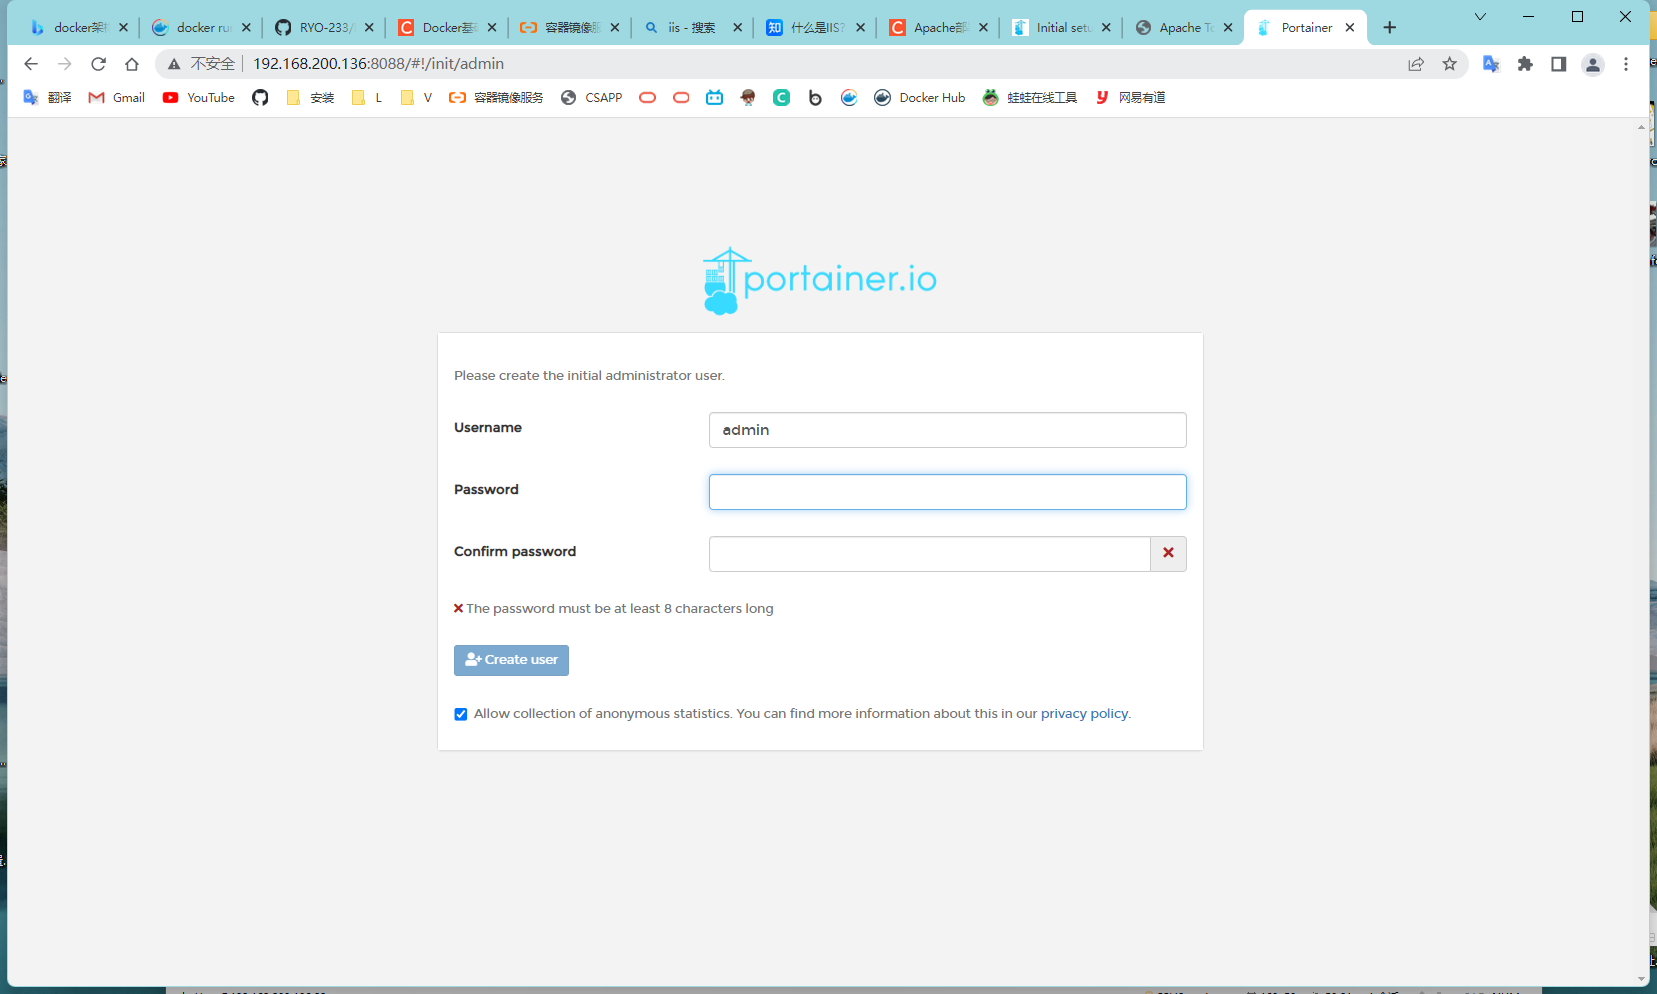 docker架 docker ru RYO-233/ Docker基 容器镜像服 iis - 搜索 什么是IIS? Apache部 Initial setu Apache To Portainer
不安全 192.168.200.136:8088/#!/init/admin
翻译 Gmail YouTube 安装 L V 容器镜像服务 CSAPP Docker Hub 蛙蛙在线工具 网易有道
portainer.io
Please create the initial administrator user.
Username admin
Password
Confirm password
The password must be at least 8 characters long
Create user
Allow collection of anonymous statistics. You can find more information about this in our privacy policy.